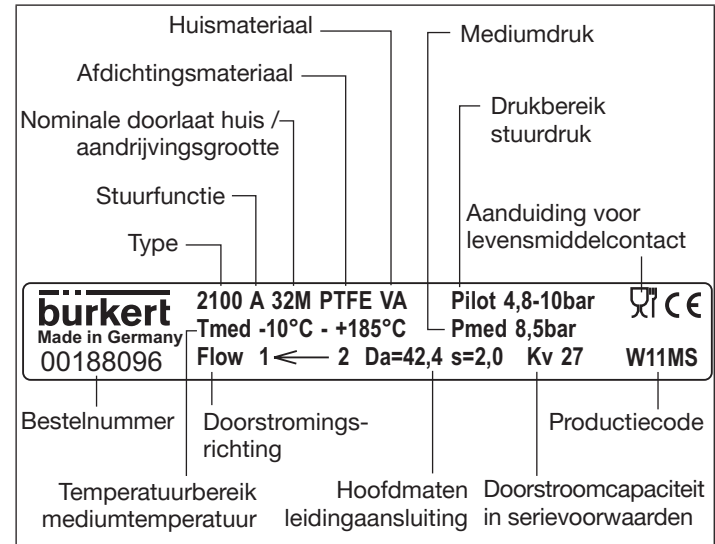 Huismateriaal
Mediumdruk
Afdichtingsmateriaal
Drukbereik
stuurdruk
Nominale doorlaat huis /
aandrijvingsgrootte
Stuurfunctie
Aanduiding voor
levensmiddelcontact
Type
bürkert
Made in Germany
00188096
2100 A 32M PTFE VA Pilot 4,8-10bar
Tmed -10°C - +185°C Pmed 8,5bar
Flow 1 ← 2 Da=42,4 s=2,0 Kv 27 W11MS
CE
Bestelnummer
Doorstromings-
richting
Productiecode
Temperatuurbereik
mediumtemperatuur
Hoofdmaten
leidingaansluiting
Doorstroomcapaciteit
in serievoorwaarden